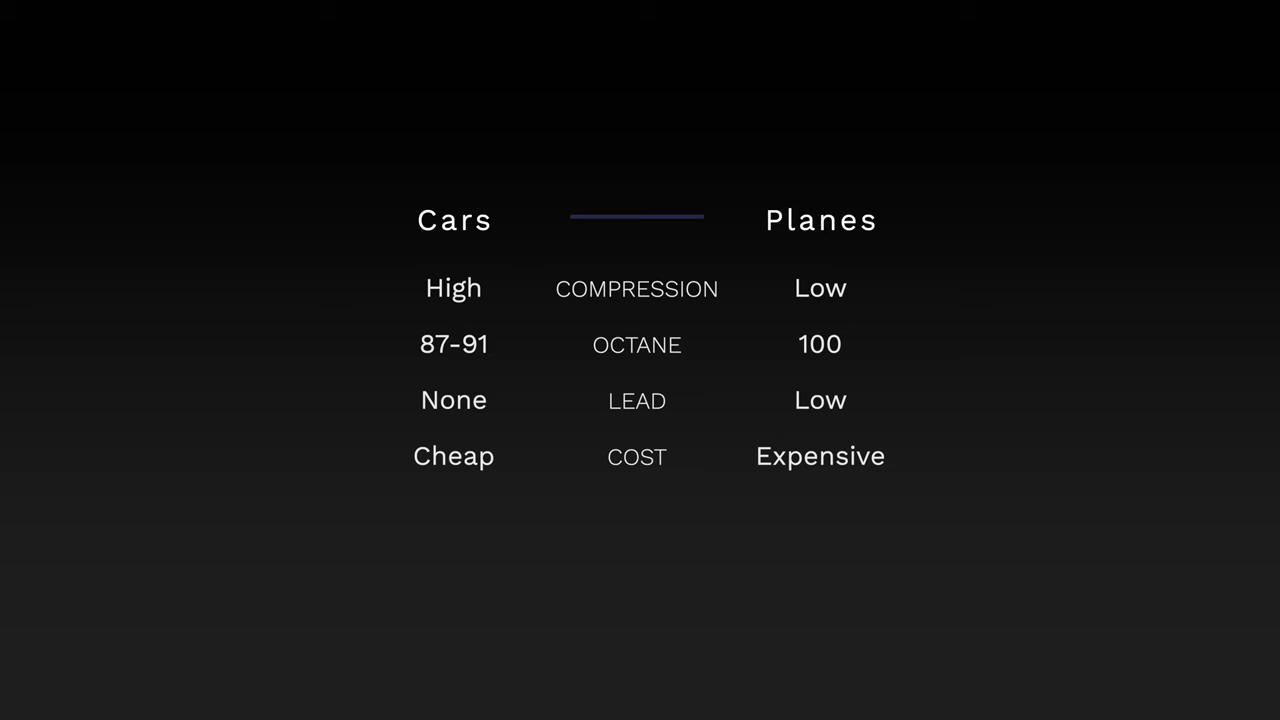 Cars Planes
High COMPRESSION Low
87-91 OCTANE 100
None LEAD Low
Cheap COST Expensive